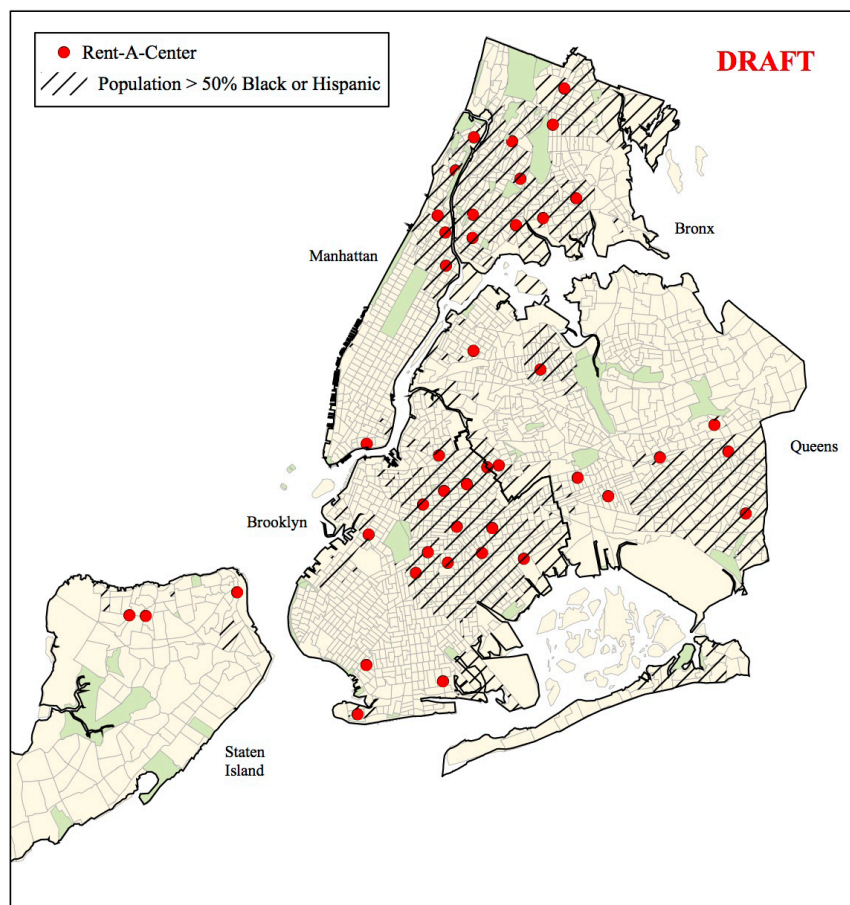 Rent-A-Center
Population > 50% Black or Hispanic
DRAFT
Bronx
Manhattan
Queens
Brooklyn
Staten
Island